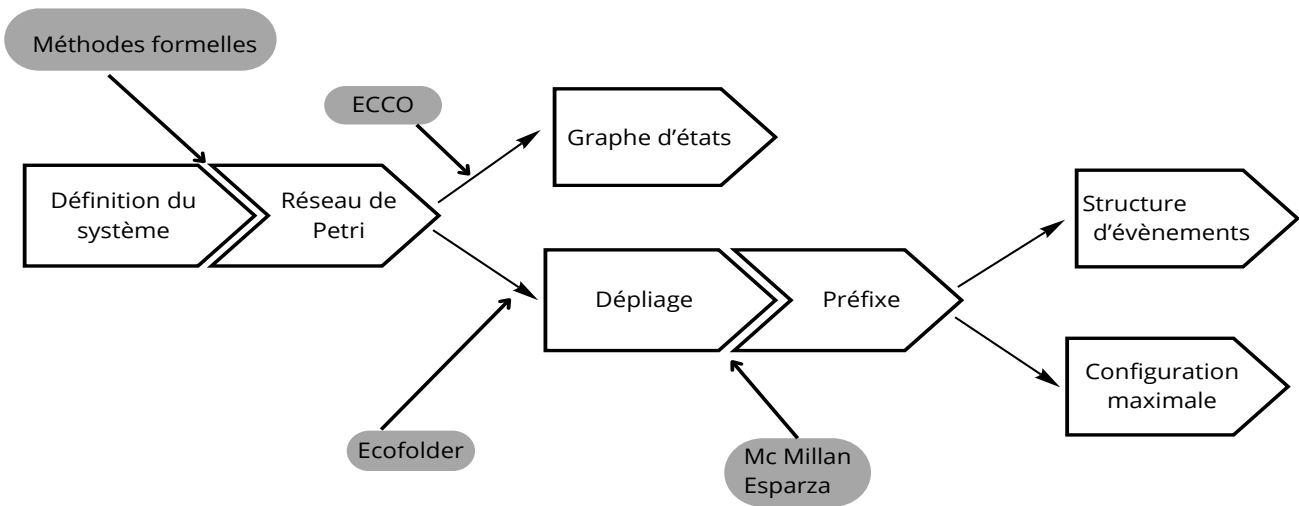 Méthodes formelles
ECCO
Graphe d'états
Définition du
système
Réseau de
Petri
Structure
d'évènements
Dépliage
Préfixe
Configuration
maximale
Ecofolder
Mc Millan
Esparza